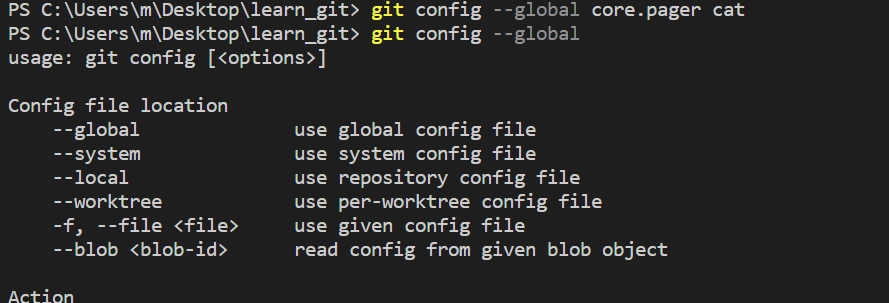 PS C:\Users\m\Desktop\learn_git> git config --global core.pager cat
PS C:\Users\m\Desktop\learn_git> git config --global
usage: git config [<options>]

Config file location
    --global              use global config file
    --system              use system config file
    --local               use repository config file
    --worktree            use per-worktree config file
    -f, --file <file>     use given config file
    --blob <blob-id>      read config from given blob object

Action